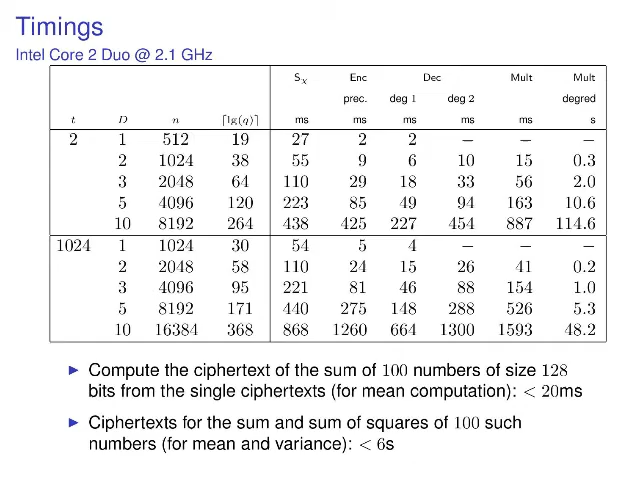 Timings
Intel Core 2 Duo @ 2.1 GHz
Sχ Enc Dec Mult Mult
prec. deg 1 deg 2 degred
t D n ⌈lg(q)⌉ ms ms ms ms ms s
2 1 512 19 27 2 2 − − −
2 1024 38 55 9 6 10 15 0.3
3 2048 64 110 29 18 33 56 2.0
5 4096 120 223 85 49 94 163 10.6
10 8192 264 438 425 227 454 887 114.6
1024 1 1024 30 54 5 4 − − −
2 2048 58 110 24 15 26 41 0.2
3 4096 95 221 81 46 88 154 1.0
5 8192 171 440 275 148 288 526 5.3
10 16384 368 868 1260 664 1300 1593 48.2
▶ Compute the ciphertext of the sum of 100 numbers of size 128
bits from the single ciphertexts (for mean computation): < 20ms
▶ Ciphertexts for the sum and sum of squares of 100 such
numbers (for mean and variance): < 6s